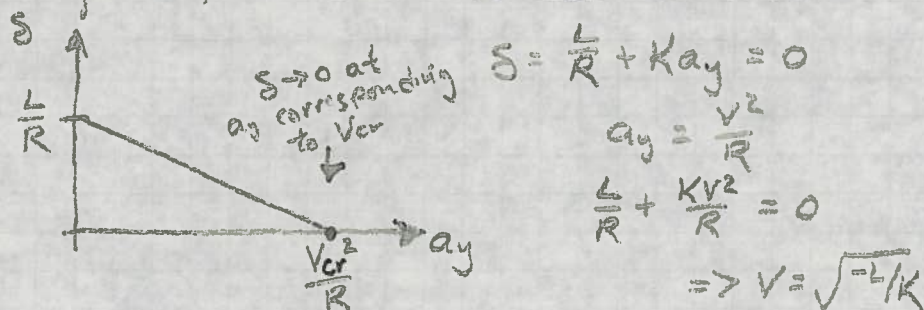 δ
L/R
δ→0 at
ay corresponding
to Vcr
Vcr²/R
ay
δ = L/R + Kay = 0
ay = V²/R
L/R + KV²/R = 0
=> V = √-L/K